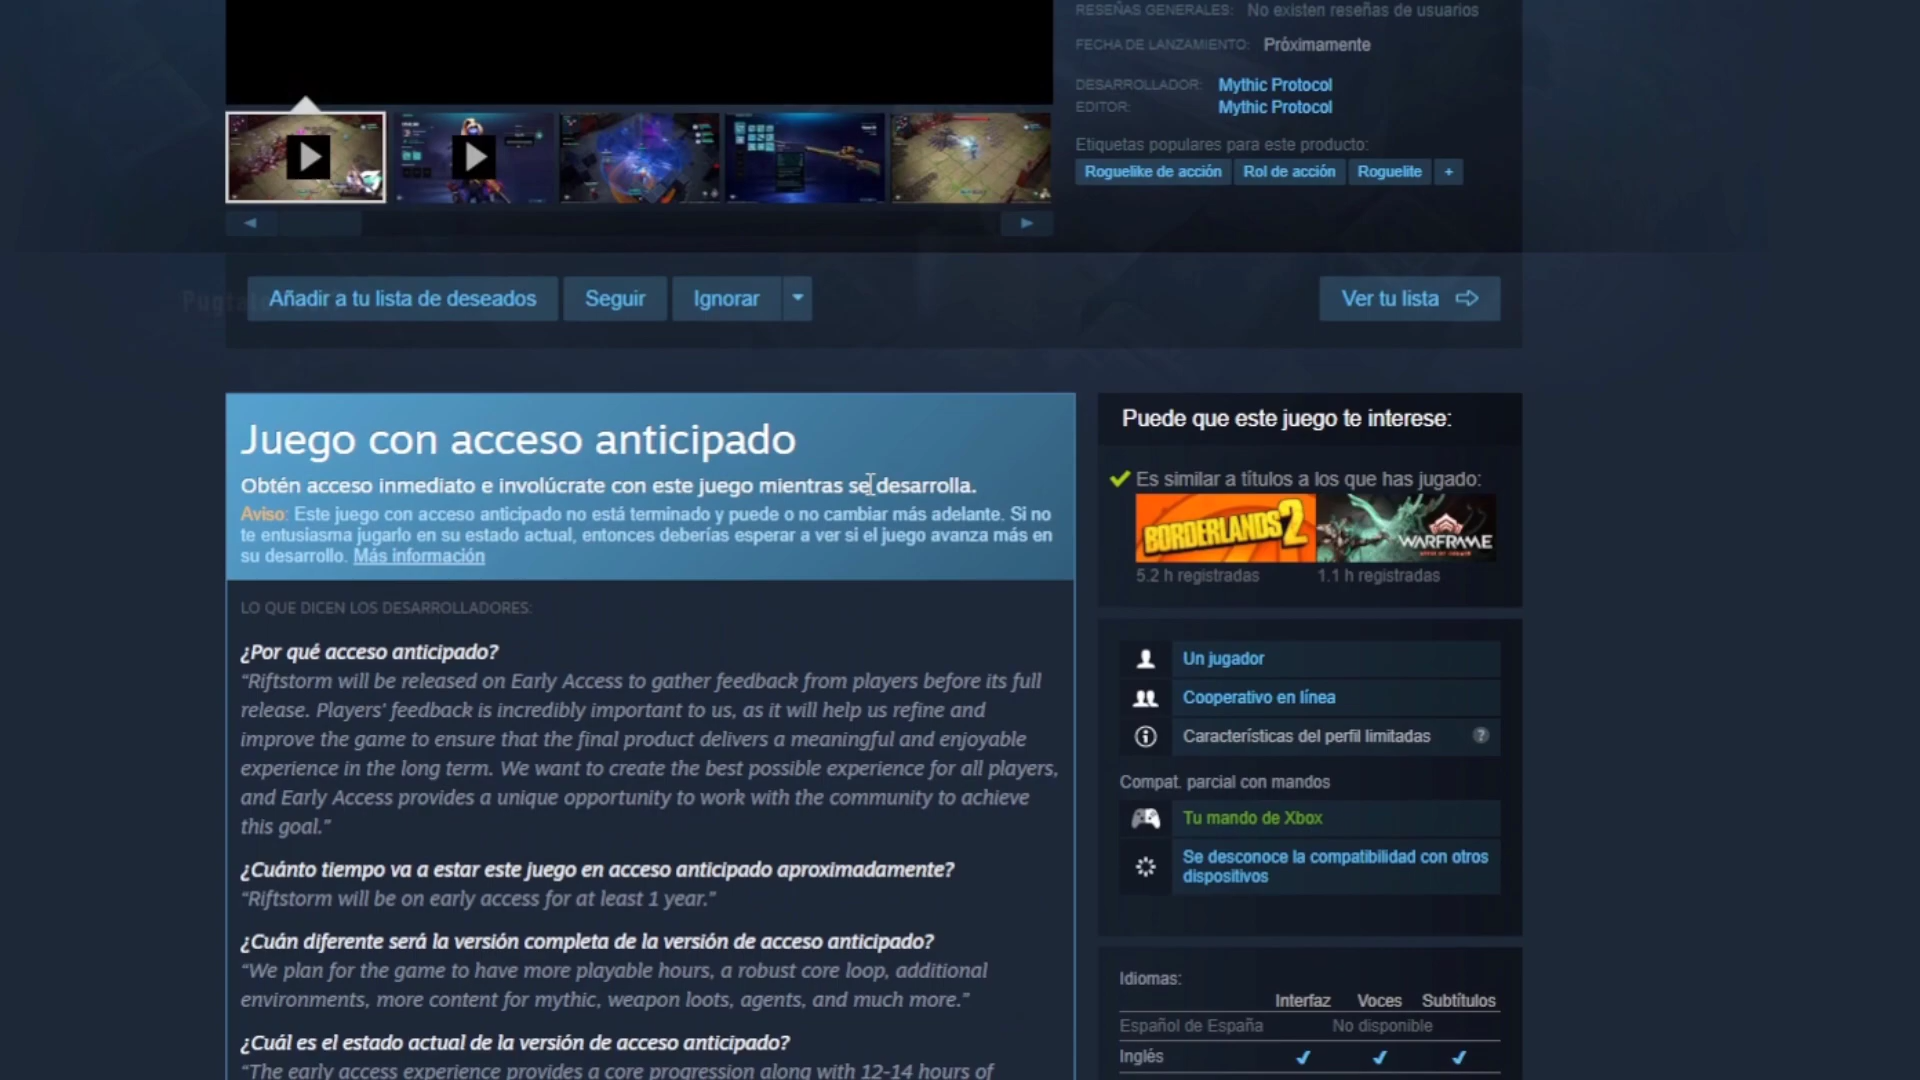 RESEÑAS GENERALES: No existen reseñas de usuarios
FECHA DE LANZAMIENTO: Próximamente
DESARROLLADOR: Mythic Protocol
EDITOR: Mythic Protocol
Etiquetas populares para este producto:
Roguelike de acción Rol de acción Roguelite +
Añadir a tu lista de deseados Seguir Ignorar Ver tu lista
Juego con acceso anticipado
Obtén acceso inmediato e involúcrate con este juego mientras se desarrolla.
Aviso: Este juego con acceso anticipado no está terminado y puede o no cambiar más adelante. Si no
te entusiasma jugarlo en su estado actual, entonces deberías esperar a ver si el juego avanza más en
su desarrollo. Más información
LO QUE DICEN LOS DESARROLLADORES:
¿Por qué acceso anticipado?
“Riftstorm will be released on Early Access to gather feedback from players before its full
release. Players' feedback is incredibly important to us, as it will help us refine and
improve the game to ensure that the final product delivers a meaningful and enjoyable
experience in the long term. We want to create the best possible experience for all players,
and Early Access provides a unique opportunity to work with the community to achieve
this goal.”
¿Cuánto tiempo va a estar este juego en acceso anticipado aproximadamente?
“Riftstorm will be on early access for at least 1 year.”
¿Cuán diferente será la versión completa de la versión de acceso anticipado?
“We plan for the game to have more playable hours, a robust core loop, additional
environments, more content for mythic, weapon loots, agents, and much more.”
¿Cuál es el estado actual de la versión de acceso anticipado?
“The early access experience provides a core progression along with 12-14 hours of
Puede que este juego te interese:
Es similar a títulos a los que has jugado:
BORDERLANDS 2 WARFRAME
5.2 h registradas 1.1 h registradas
Un jugador
Cooperativo en línea
Características del perfil limitadas ?
Compat. parcial con mandos
Tu mando de Xbox
Se desconoce la compatibilidad con otros
dispositivos
Idiomas:
Interfaz Voces Subtítulos
Español de España No disponible
Inglés ✔ ✔ ✔